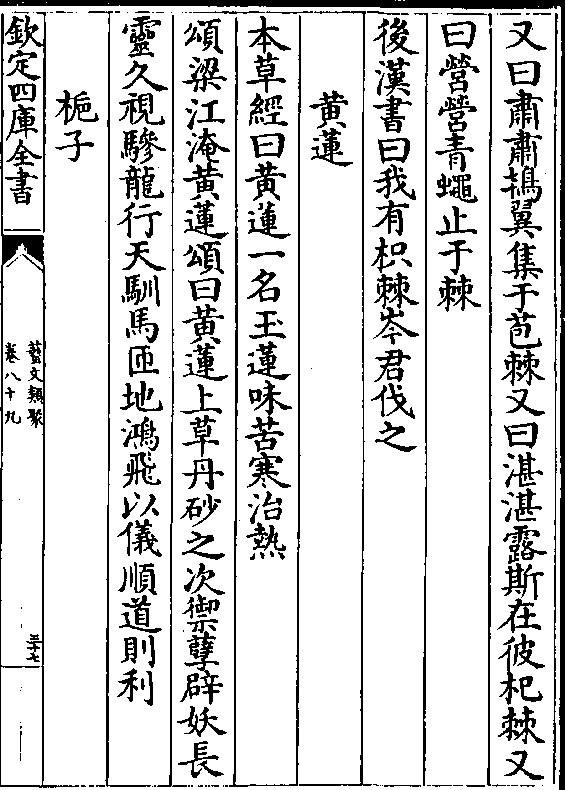 又曰肅肅鴇翼集于苞棘又曰湛湛露斯在彼杞棘又
曰營營青蠅止于棘
後漢書曰我有枳棘岑君伐之
黄蓮
本草經曰黄蓮一名王蓮味苦寒治熱
頌梁江淹黄蓮頌曰黄蓮上草丹砂之次禦孽辟妖長
靈久視驂龍行天馴馬匝地鴻飛以儀順道則利
梔子
欽定四庫全書
藝文類聚
卷八十九
三十七